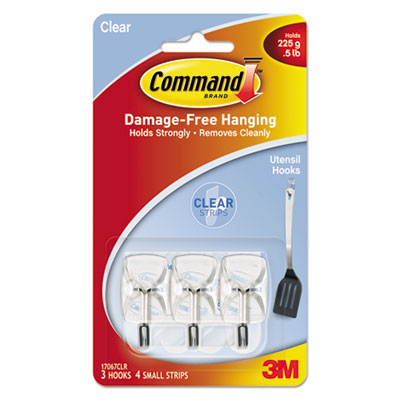 Clear
Holds
225 g
.5 lb
Command
BRAND
Damage-Free Hanging
Holds Strongly • Removes Cleanly
Utensil
Hooks
CLEAR
STRIPS
17067CLR
3 HOOKS 4 SMALL STRIPS
3M